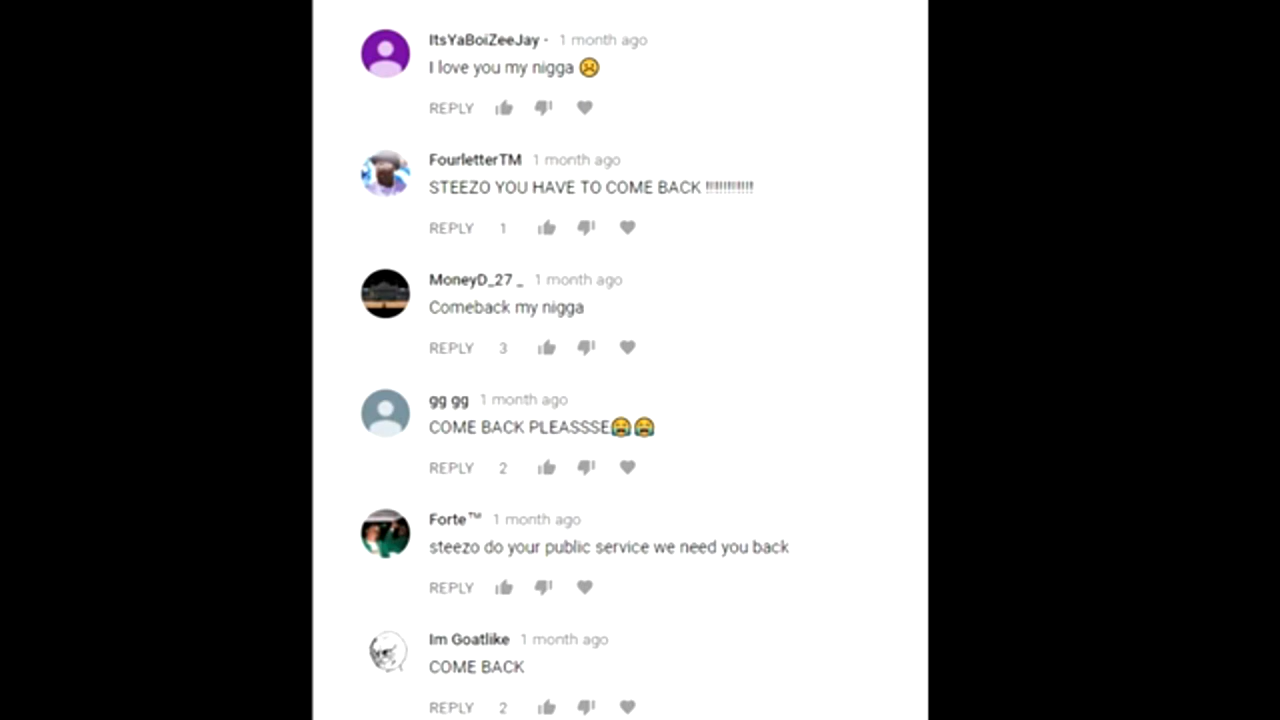 ItsYaBoiZeeJay - 1 month ago
I love you my nigga ☹️
REPLY
FourletterTM 1 month ago
STEEZO YOU HAVE TO COME BACK !!!!!!!!!!!!!
REPLY 1
MoneyD_27 _ 1 month ago
Comeback my nigga
REPLY 3
gg gg 1 month ago
COME BACK PLEASSSE😭😭
REPLY 2
Forte™ 1 month ago
steezo do your public service we need you back
REPLY
Im Goatlike 1 month ago
COME BACK
REPLY 2